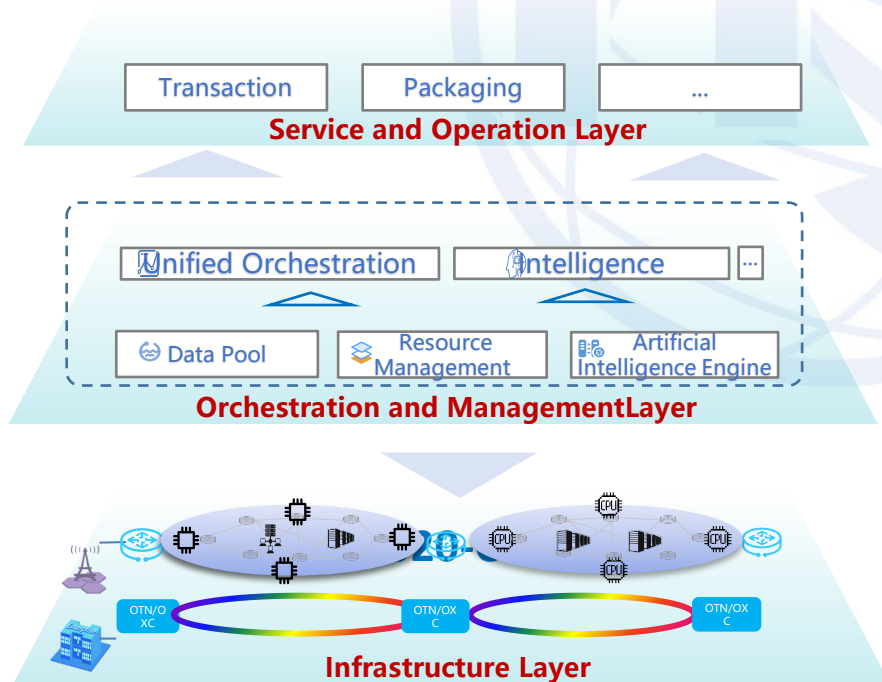 Transaction
Packaging
...
Service and Operation Layer
Unified Orchestration
Intelligence
...
Data Pool
Resource
Management
Artificial
Intelligence Engine
Orchestration and ManagementLayer
CPU
CPU
CPU
CPU
OTN/O
XC
OTN/OX
C
OTN/OX
C
Infrastructure Layer